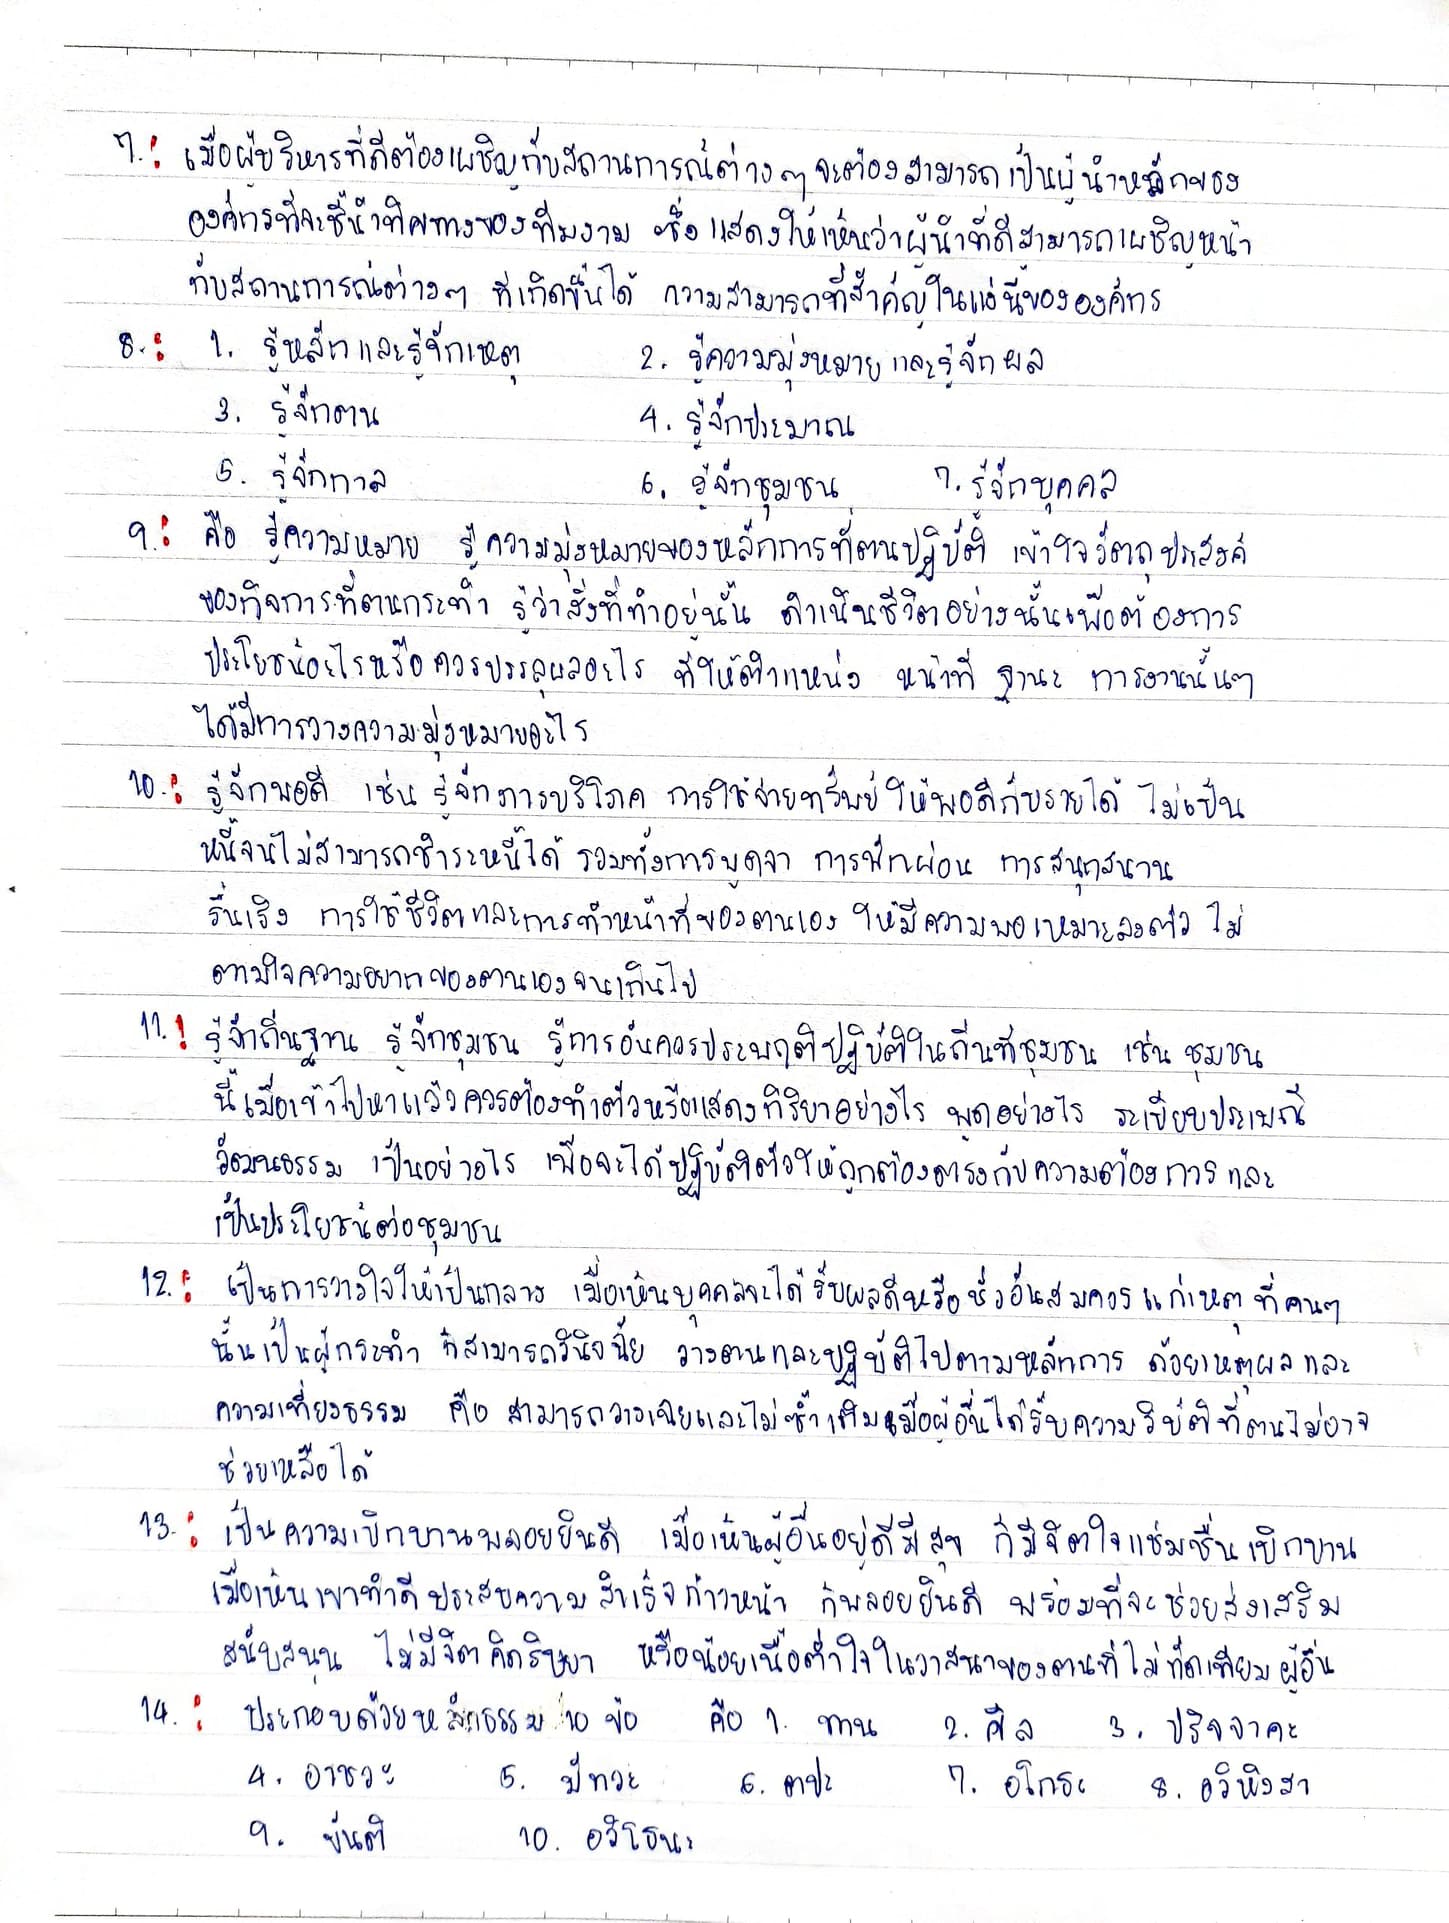 7. : เมื่อผู้บริหารที่ดีต้องเผชิญกับสถานการณ์ต่างๆ จะต้องสามารถเป็นผู้นำหลักของ
องค์กรที่จะชี้นำทิศทางของทีมงาม ซึ่งแสดงให้เห็นว่าผู้นำที่ดีสามารถเผชิญหน้า
กับสถานการณ์ต่างๆ ที่เกิดขึ้นได้ ความสามารถที่สำคัญในแง่นี้ขององค์กร
8. : 1. รู้หลักและรู้จักเหตุ 2. รู้ความมุ่งหมายและรู้จักผล
3. รู้จักตน 4. รู้จักประมาณ
5. รู้จักกาล 6. รู้จักชุมชน 7. รู้จักบุคคล
9. : คือ รู้ความหมาย รู้ความมุ่งหมายของหลักการที่ตนปฏิบัติ เข้าใจวัตถุประสงค์
ของกิจการที่ตนกระทำ รู้ว่าสิ่งที่ทำอยู่นั้น ดำเนินชีวิตอย่างนั้นเพื่อต้องการ
ประโยชน์อะไรหรือควรบรรลุผลอะไร ที่ให้ตำแหน่ง หน้าที่ ฐานะ การงานนั้นๆ
ได้มีการวางความมุ่งหมายอะไร
10. : รู้จักพอดี เช่น รู้จักการบริโภค การใช้จ่ายทรัพย์ให้พอดีกับรายได้ ไม่เป็น
หนี้จนไม่สามารถชำระหนี้ได้ รวมทั้งการพูดจา การพักผ่อน การสนุกสนาน
รื่นเริง การใช้ชีวิตและการทำหน้าที่ของตนเอง ให้มีความพอเหมาะลงตัว ไม่
ตามใจความอยากของตนเองจนเกินไป
11. : รู้จักถิ่นฐาน รู้จักชุมชน รู้การอันควรประพฤติปฏิบัติในถิ่นที่ชุมชน เช่น ชุมชน
นี้เมื่อเข้าไปหาแล้วควรต้องทำตัวหรือแสดงกิริยาอย่างไร พูดอย่างไร ระเบียบประเพณี
วัฒนธรรม เป็นอย่างไร เพื่อจะได้ปฏิบัติตัวให้ถูกต้องตรงกับความต้องการและ
เป็นประโยชน์ต่อชุมชน
12. : เป็นการวางใจให้เป็นกลาง เมื่อเห็นบุคคลจะได้รับผลดีหรือชั่วอันสมควรแก่เหตุที่คนๆ
นั้นเป็นผู้กระทำ ก็สามารถวินิจฉัย วางตนและปฏิบัติไปตามหลักการ ด้วยเหตุผลและ
ความเที่ยงธรรม คือ สามารถวางเฉยและไม่ซ้ำเติมเมื่อผู้อื่นได้รับความวิบัติที่ตนไม่อาจ
ช่วยเหลือได้
13. : เป็นความเบิกบานพลอยยินดี เมื่อเห็นผู้อื่นอยู่ดีมีสุข ก็มีจิตใจแช่มชื่นเบิกบาน
เมื่อเห็นเขาทำดีประสบความสำเร็จก้าวหน้า ก็พลอยยินดี พร้อมที่จะช่วยส่งเสริม
สนับสนุน ไม่มีจิตคิดริษยา หรือน้อยเนื้อต่ำใจในวาสนาของตนที่ไม่ทัดเทียมผู้อื่น
14. : ประกอบด้วยหลักธรรม 10 ข้อ คือ 1. ทาน 2. ศีล 3. ปริจจาคะ
4. อาชวะ 5. มัทวะ 6. ตปะ 7. อโกธะ 8. อวิหิงสา
9. ขันติ 10. อวิโธนะ